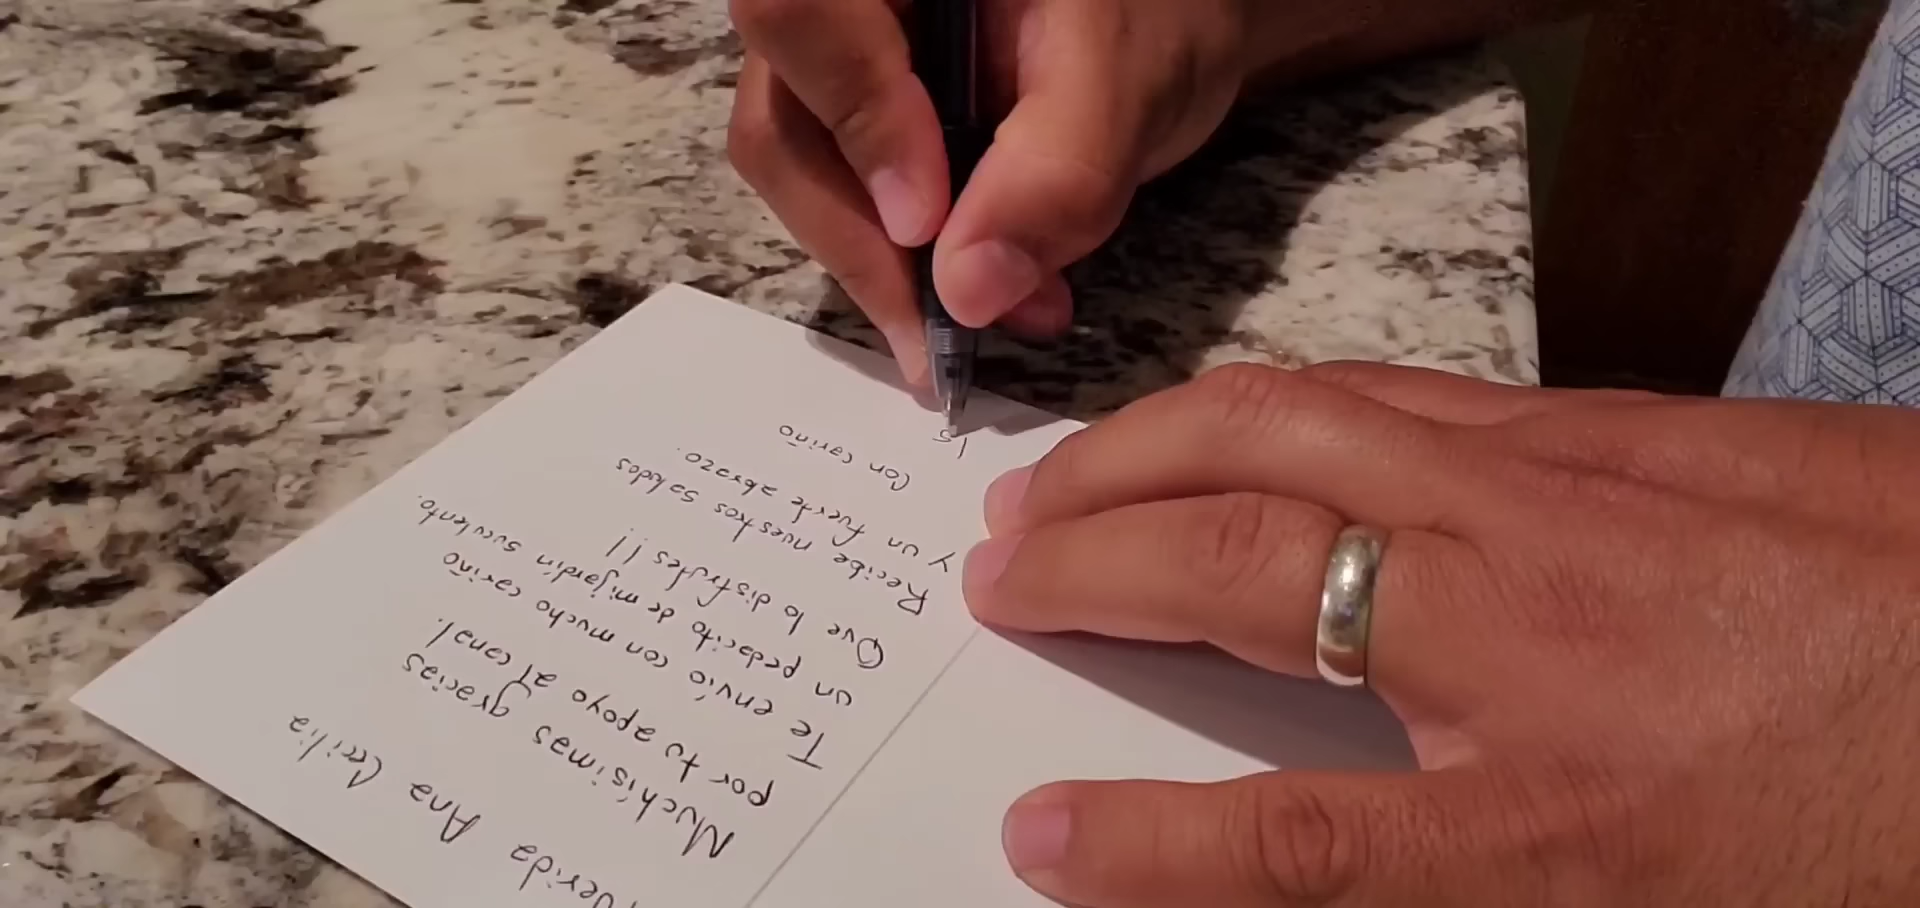 Querida Ana Cecilia
Muchísimas gracias
por tu apoyo al canal.
Te envío con mucho cariño
un pedacito de mi jardín suculento.
Que lo disfrutes!!
Recibe nuestros saludos
y un fuerte abrazo.
Con cariño